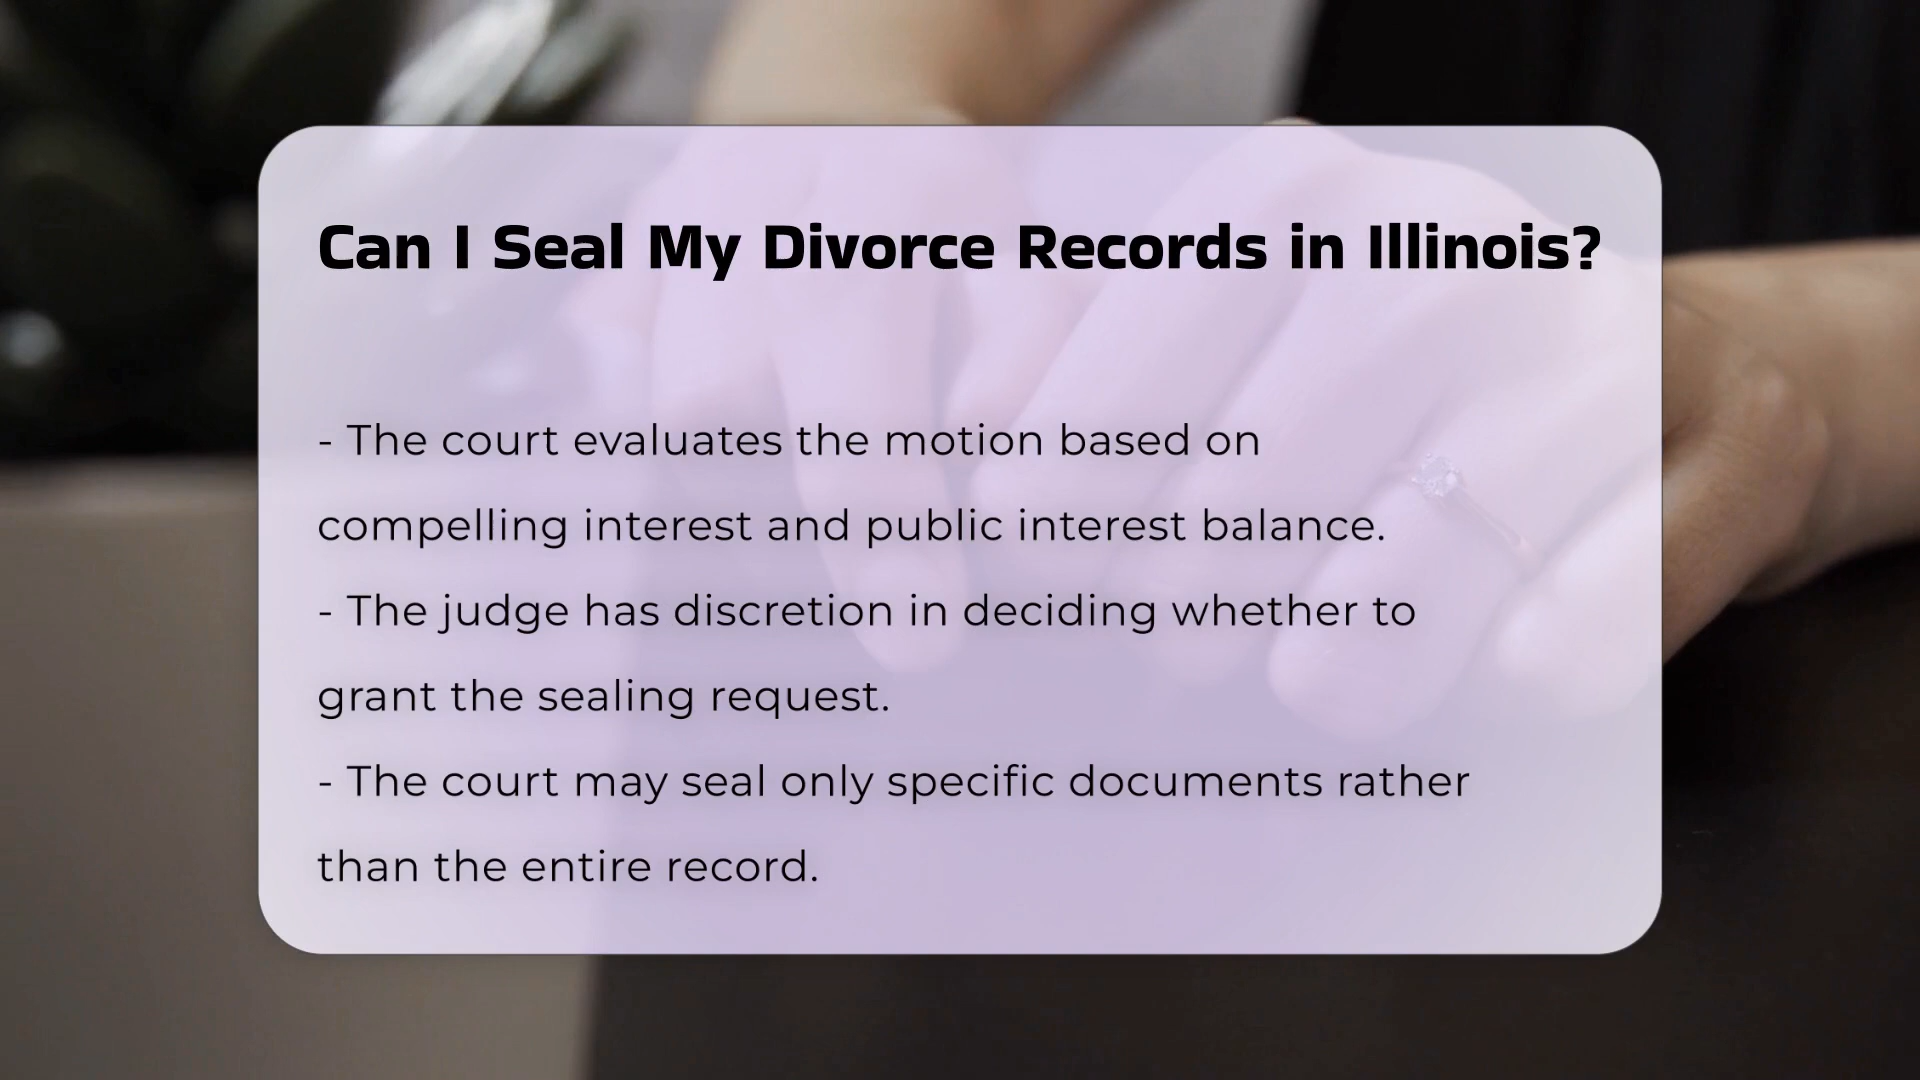 Can I Seal My Divorce Records in Illinois?
- The court evaluates the motion based on
compelling interest and public interest balance.
- The judge has discretion in deciding whether to
grant the sealing request.
- The court may seal only specific documents rather
than the entire record.